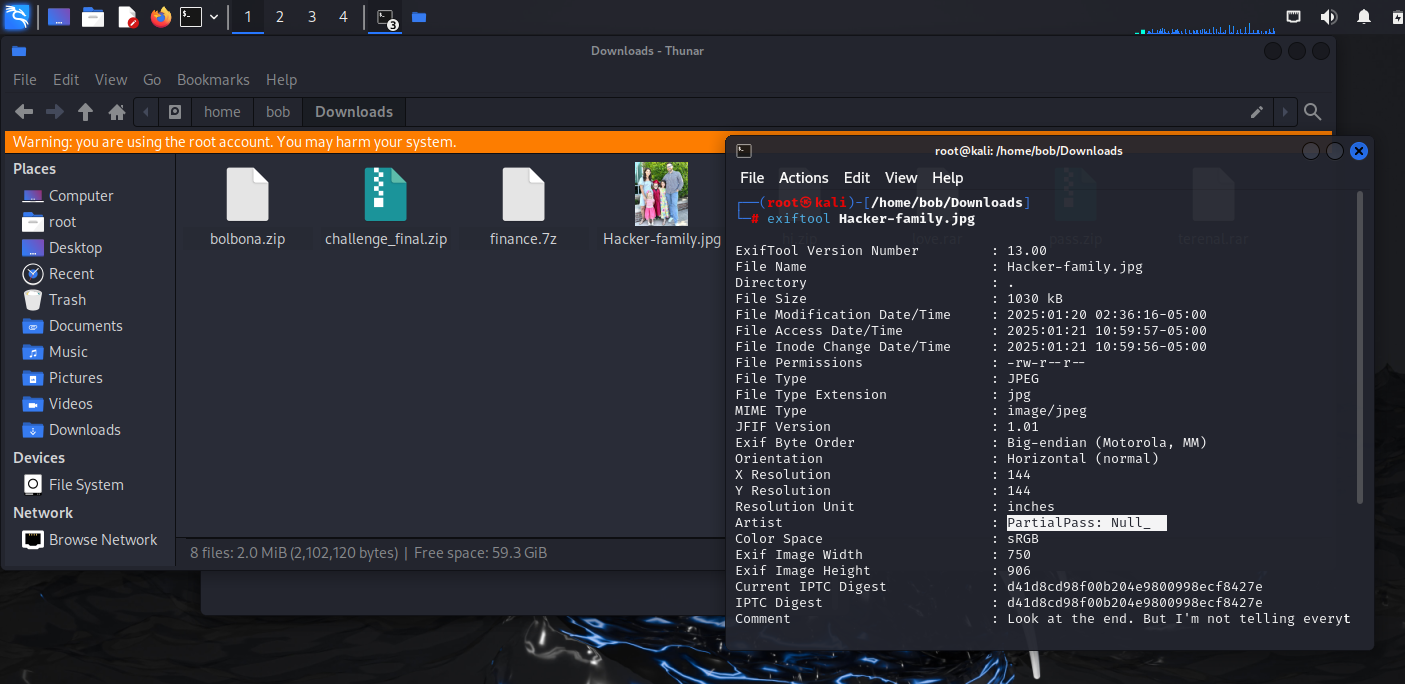 1 2 3 4 3
Downloads - Thunar
File Edit View Go Bookmarks Help
home bob Downloads
Warning: you are using the root account. You may harm your system.
Places
Computer
root
Desktop
Recent
Trash
Documents
Music
Pictures
Videos
Downloads
Devices
File System
Network
Browse Network
bolbona.zip challenge_final.zip finance.7z Hacker-family.jpg
8 files: 2.0 MiB (2,102,120 bytes) | Free space: 59.3 GiB
root@kali: /home/bob/Downloads
File Actions Edit View Help
┌──(root㉿kali)-[/home/bob/Downloads]
└─# exiftool Hacker-family.jpg
ExifTool Version Number : 13.00
File Name : Hacker-family.jpg
Directory : .
File Size : 1030 kB
File Modification Date/Time : 2025:01:20 02:36:16-05:00
File Access Date/Time : 2025:01:21 10:59:57-05:00
File Inode Change Date/Time : 2025:01:21 10:59:56-05:00
File Permissions : -rw-r--r--
File Type : JPEG
File Type Extension : jpg
MIME Type : image/jpeg
JFIF Version : 1.01
Exif Byte Order : Big-endian (Motorola, MM)
Orientation : Horizontal (normal)
X Resolution : 144
Y Resolution : 144
Resolution Unit : inches
Artist : PartialPass: Null_
Color Space : sRGB
Exif Image Width : 750
Exif Image Height : 906
Current IPTC Digest : d41d8cd98f00b204e9800998ecf8427e
IPTC Digest : d41d8cd98f00b204e9800998ecf8427e
Comment : Look at the end. But I'm not telling everyt